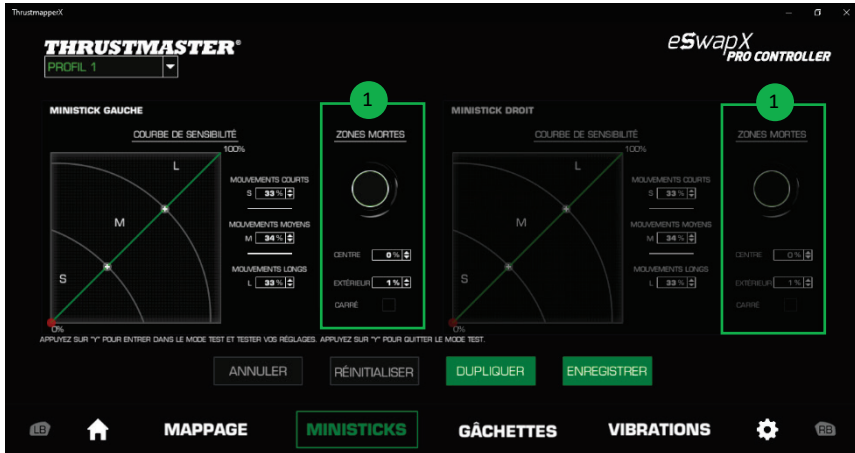 ThrustmapperX
THRUSTMASTER®
eSwapX
PRO CONTROLLER
PROFIL 1
MINISTICK GAUCHE
COURBE DE SENSIBILITÉ
100%
L
M
S
0%
MOUVEMENTS COURTS
S 33 %
MOUVEMENTS MOYENS
M 34 %
MOUVEMENTS LONGS
L 33 %
1
ZONES MORTES
CENTRE 0 %
EXTÉRIEUR 1 %
CARRÉ
MINISTICK DROIT
COURBE DE SENSIBILITÉ
100%
L
M
S
0%
MOUVEMENTS COURTS
S 33 %
MOUVEMENTS MOYENS
M 34 %
MOUVEMENTS LONGS
L 33 %
1
ZONES MORTES
CENTRE 0 %
EXTÉRIEUR 1 %
CARRÉ
APPUYEZ SUR "Y" POUR ENTRER DANS LE MODE TEST ET TESTER VOS RÉGLAGES. APPUYEZ SUR "Y" POUR QUITTER LE MODE TEST.
ANNULER RÉINITIALISER DUPLIQUER ENREGISTRER
LB MAPPAGE MINISTICKS GÂCHETTES VIBRATIONS RB